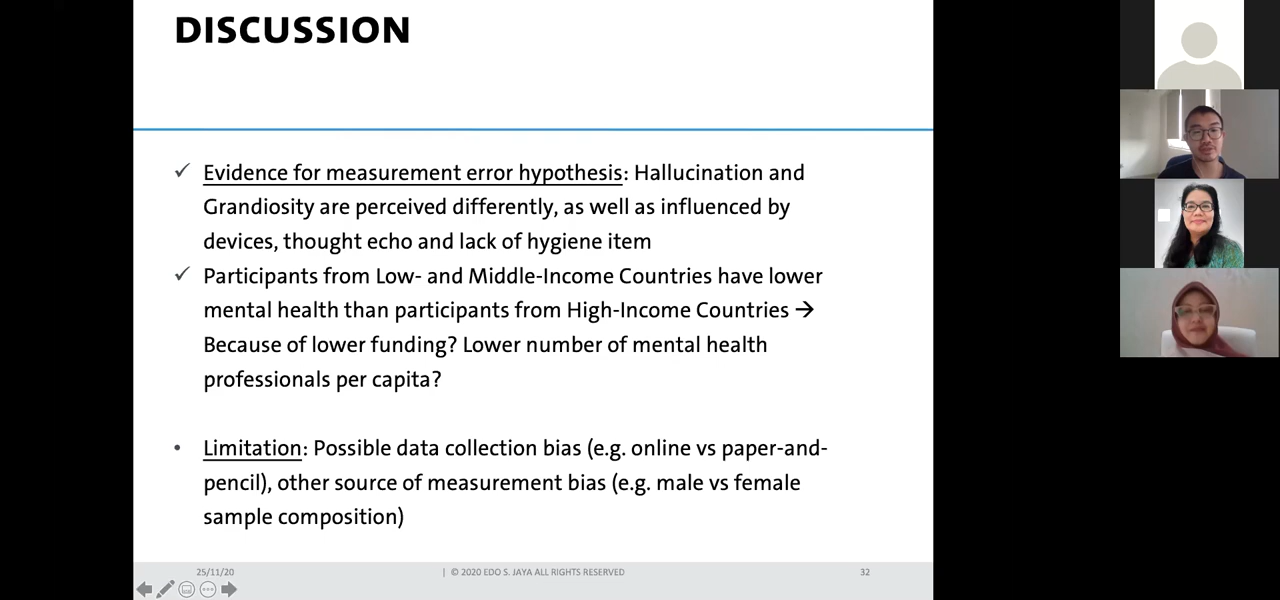 DISCUSSION
✓ Evidence for measurement error hypothesis: Hallucination and
Grandiosity are perceived differently, as well as influenced by
devices, thought echo and lack of hygiene item
✓ Participants from Low- and Middle-Income Countries have lower
mental health than participants from High-Income Countries →
Because of lower funding? Lower number of mental health
professionals per capita?
• Limitation: Possible data collection bias (e.g. online vs paper-and-
pencil), other source of measurement bias (e.g. male vs female
sample composition)
25/11/20
| © 2020 EDO S. JAYA ALL RIGHTS RESERVED
32